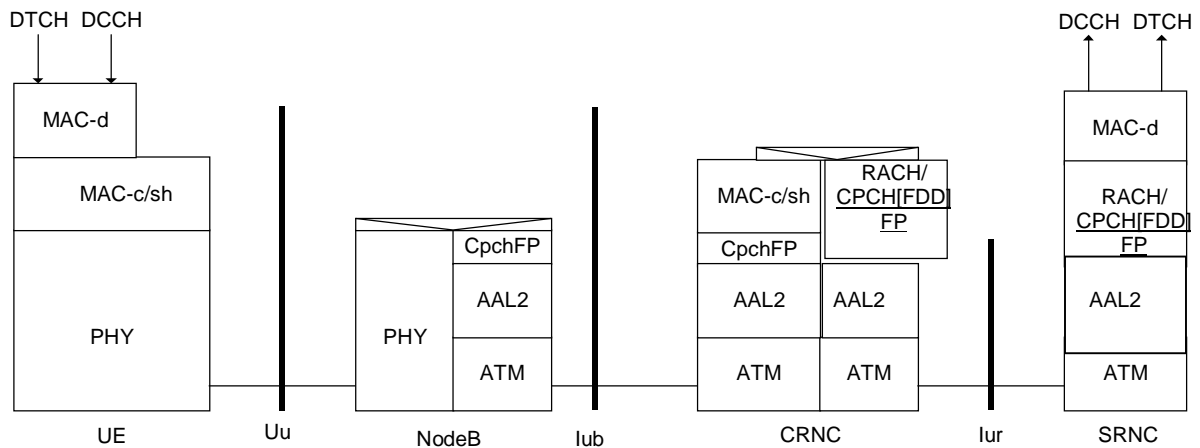 DTCH DCCH
DCCH DTCH
MAC-d
MAC-d
MAC-c/sh
MAC-c/sh
RACH/
CPCH[FDD]
FP
RACH/
CPCH[FDD]
FP
CpchFP
CpchFP
PHY
PHY
AAL2
AAL2
AAL2
AAL2
ATM
ATM
ATM
ATM
UE
Uu
NodeB
Iub
CRNC
Iur
SRNC